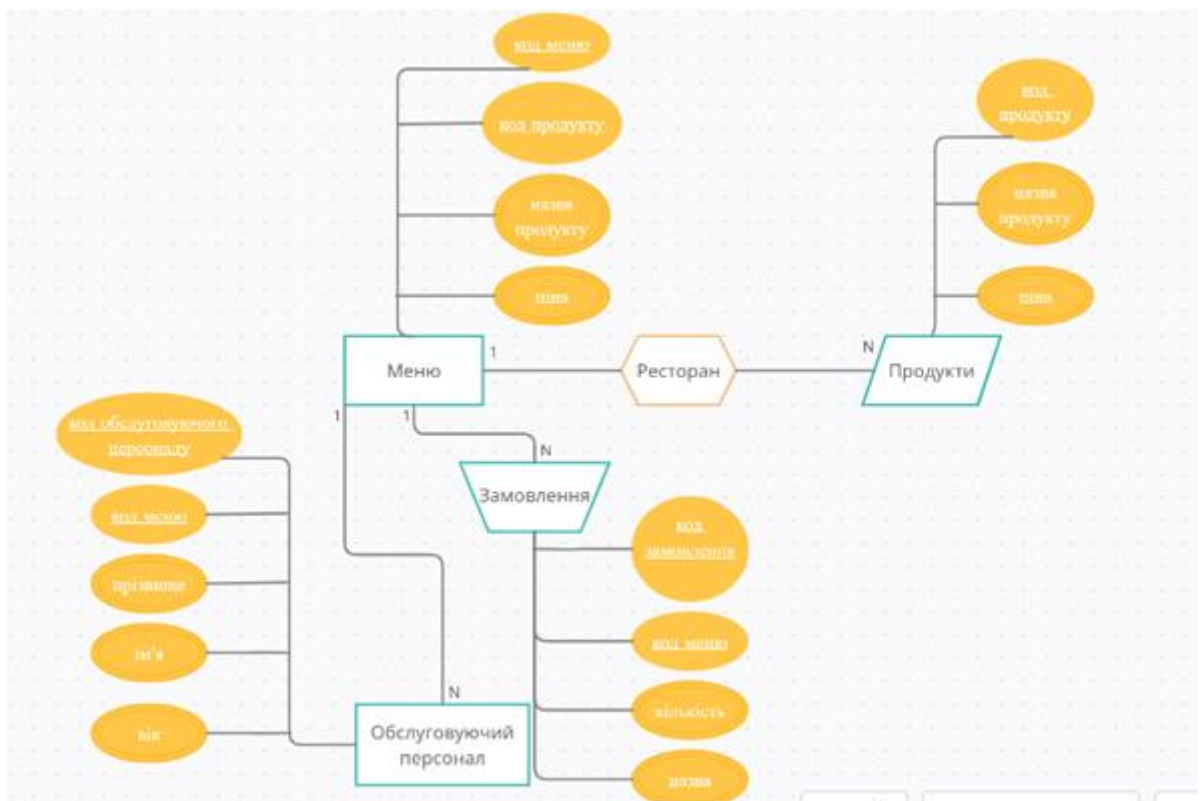 код меню
код продукту
назва
продукту
ціна
код
продукту
назва
продукту
ціна
Меню
1
Ресторан
N
Продукти
1
1
N
Замовлення
код обслуговуючого
персоналу
код меню
прізвище
ім'я
вік
код
замовлення
код меню
кількість
назва
N
Обслуговуючий
персонал